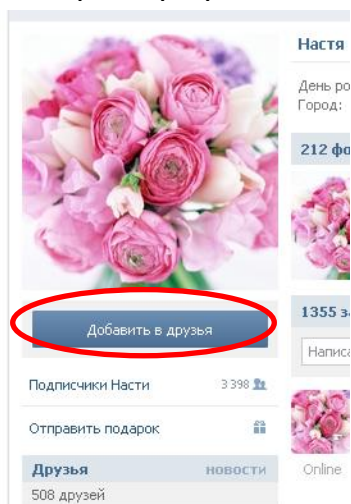 Настя
День ро
Город:
212 фо
Добавить в друзья
1355 за
Написа
Подписчики Насти 3 398
Отправить подарок
Друзья новости
Online
508 друзей